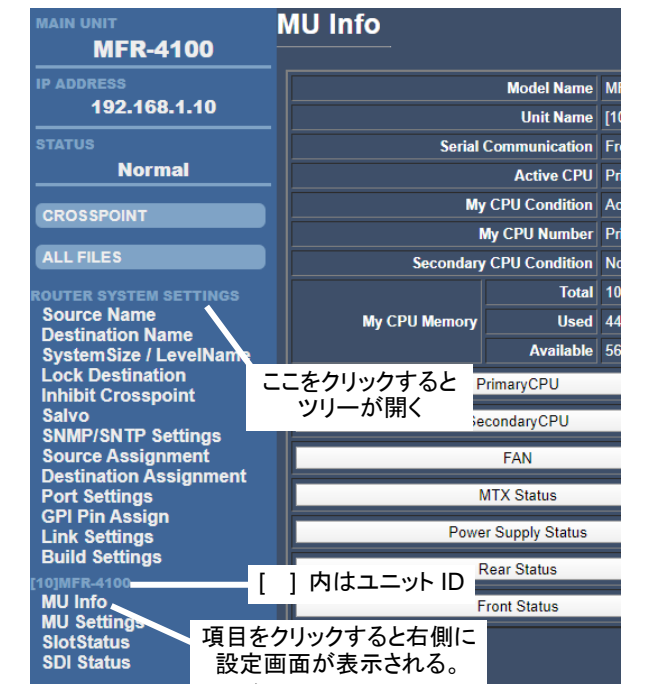 MAIN UNIT
MFR-4100
IP ADDRESS
192.168.1.10
STATUS
Normal
CROSSPOINT
ALL FILES
ROUTER SYSTEM SETTINGS
Source Name
Destination Name
SystemSize / LevelName
Lock Destination
Inhibit Crosspoint
Salvo
SNMP/SNTP Settings
Source Assignment
Destination Assignment
Port Settings
GPI Pin Assign
Link Settings
Build Settings
[10]MFR-4100
MU Info
MU Settings
SlotStatus
SDI Status
MU Info
Model Name
Unit Name [10
Serial Communication
Active CPU
My CPU Condition
My CPU Number
Secondary CPU Condition
My CPU Memory
Total 10
Used 44
Available 56
PrimaryCPU
SecondaryCPU
FAN
MTX Status
Power Supply Status
Rear Status
Front Status
ここをクリックすると
ツリーが開く
[ ] 内はユニット ID
項目をクリックすると右側に
設定画面が表示される。